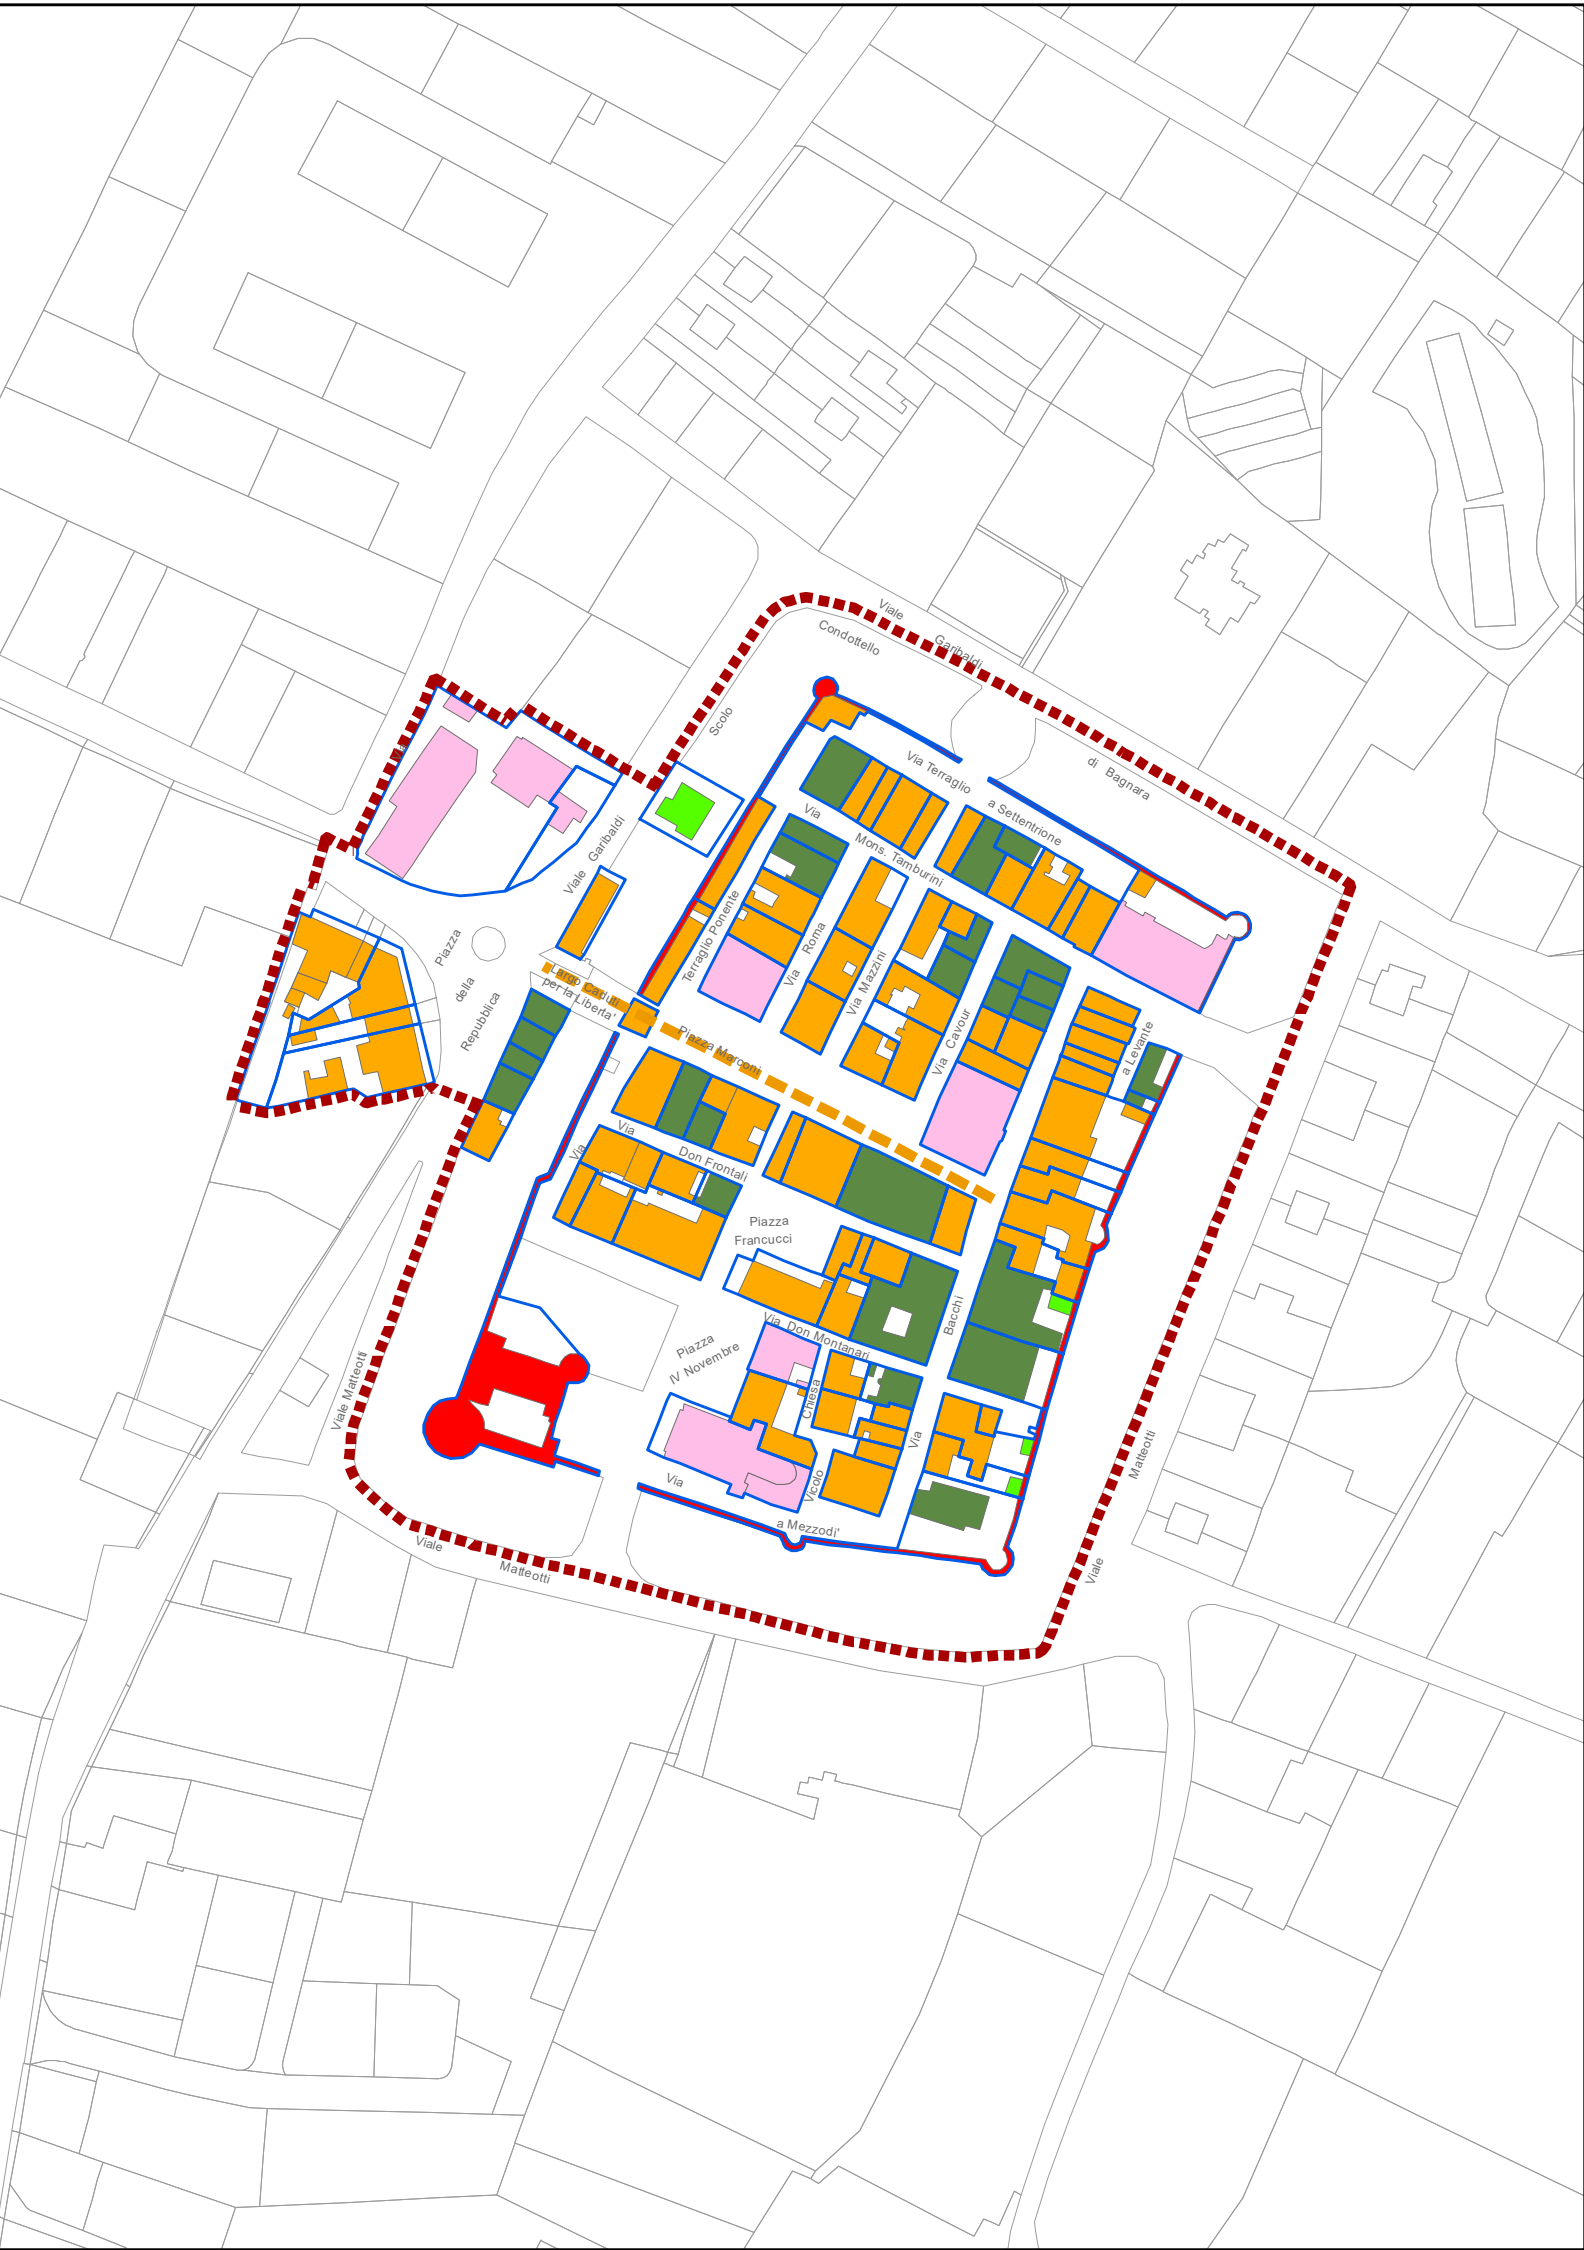 Viale
Garibaldi
Condottello
Scolo
di Bagnara
Via Terraglio
a Settentrione
Via
Mons. Tamburini
Viale Garibaldi
Terraglio Ponente
Via Roma
Via Mazzini
Via Cavour
a Levante
Piazza
della
Repubblica
Largo Caduti
per la Liberta'
Piazza Marconi
Via
Via
Don Frontali
Piazza
Francucci
Bacchi
Via Don Montanari
Piazza
IV Novembre
Chiesa
Via
Vicolo
Via
a Mezzodi'
Viale Matteotti
Matteotti
Viale
Viale
Matteotti